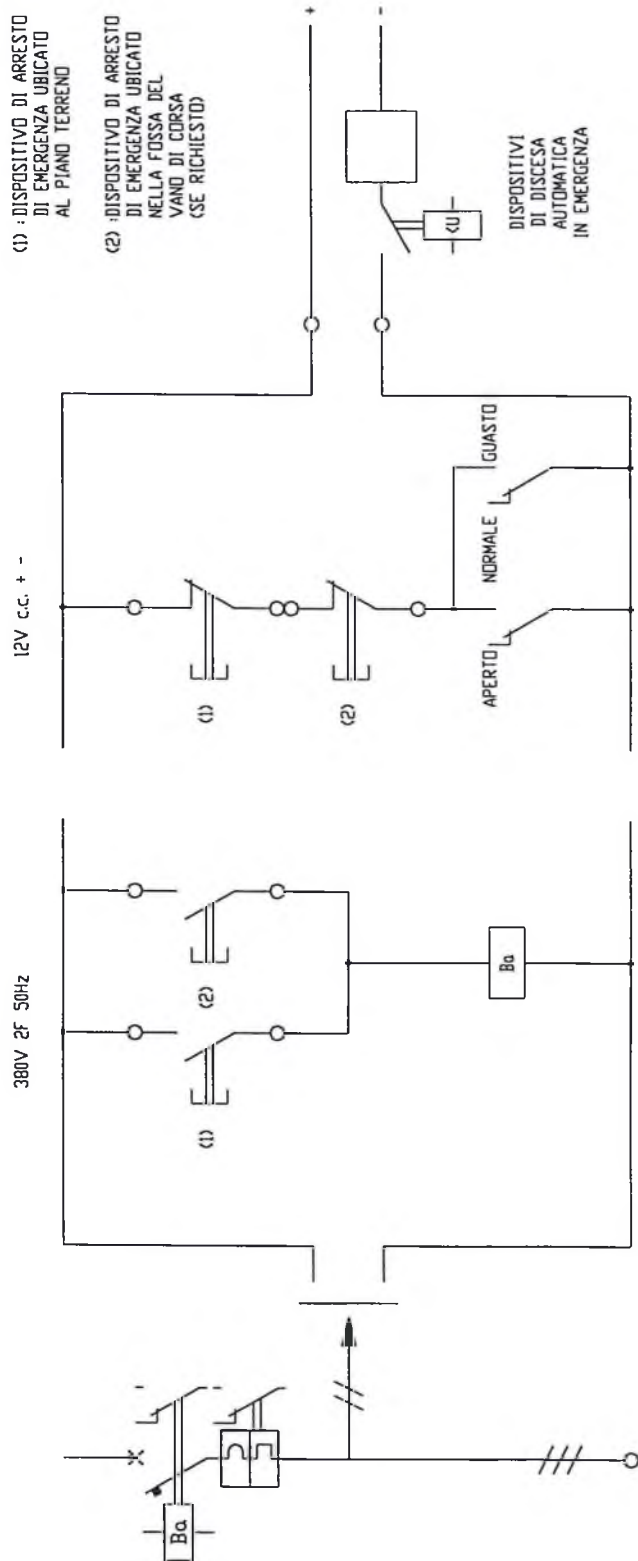 380V 2F 50Hz
12V c.c. + -
(1) :DISPOSITIVO DI ARRESTO
DI EMERGENZA UBICATO
AL PIANO TERRENO
(2) :DISPOSITIVO DI ARRESTO
DI EMERGENZA UBICATO
NELLA FOSSA DEL
VANO DI CORSA
(SE RICHIESTO)
Ba
(1)
(2)
Ba
(1)
(2)
APERTO
NORMALE
GUASTO
+
-
<U
DISPOSITIVI
DI DISCESA
AUTOMATICA
IN EMERGENZA